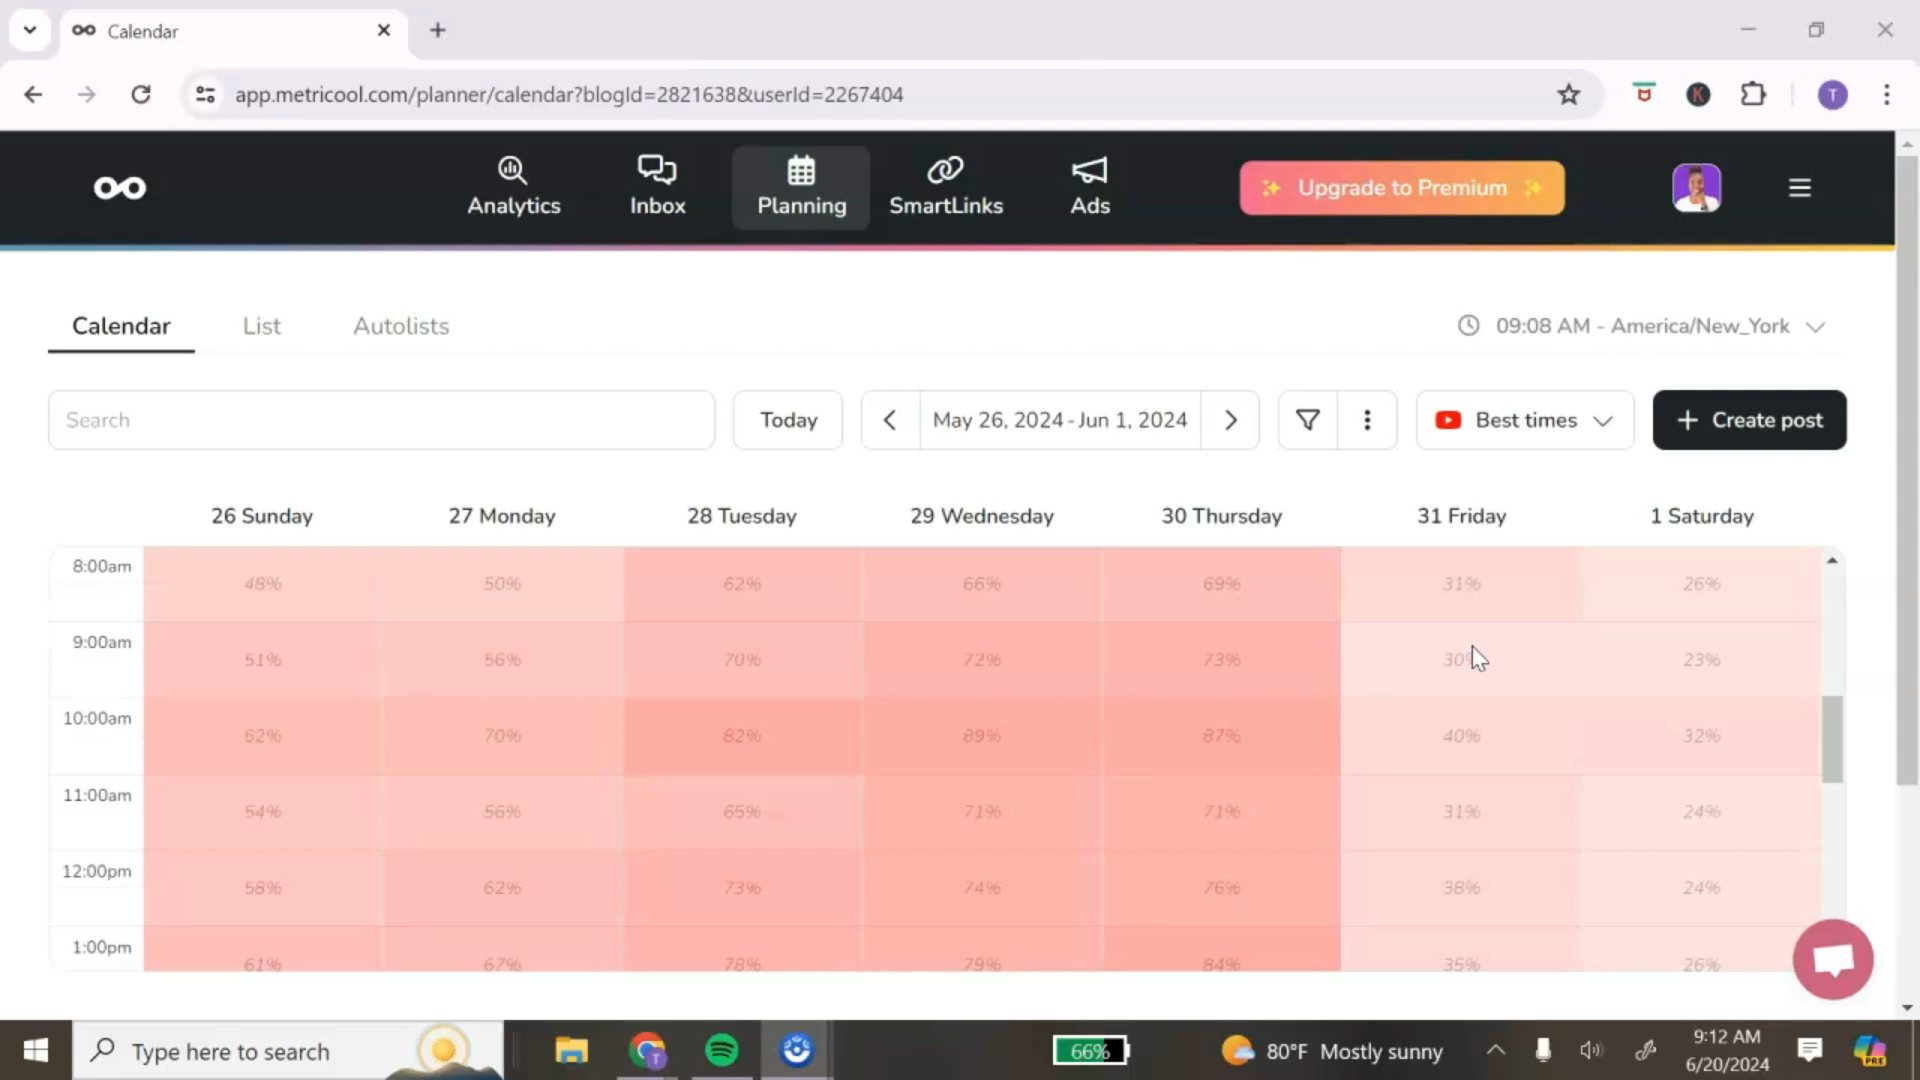 Calendar
app.metricool.com/planner/calendar?blogId=2821638&userId=2267404
K
T
Analytics
Inbox
Planning
SmartLinks
Ads
Upgrade to Premium
Calendar
List
Autolists
09:08 AM - America/New_York
Search
Today
May 26, 2024 - Jun 1, 2024
Best times
+ Create post
26 Sunday
27 Monday
28 Tuesday
29 Wednesday
30 Thursday
31 Friday
1 Saturday
8:00am
48%
50%
62%
66%
69%
31%
26%
9:00am
51%
56%
70%
72%
73%
30
23%
10:00am
62%
70%
82%
89%
87%
40%
32%
11:00am
54%
56%
65%
71%
71%
31%
24%
12:00pm
58%
62%
73%
74%
76%
38%
24%
1:00pm
61%
67%
78%
79%
84%
35%
26%
Type here to search
T
66%
80°F Mostly sunny
9:12 AM
6/20/2024
PRE